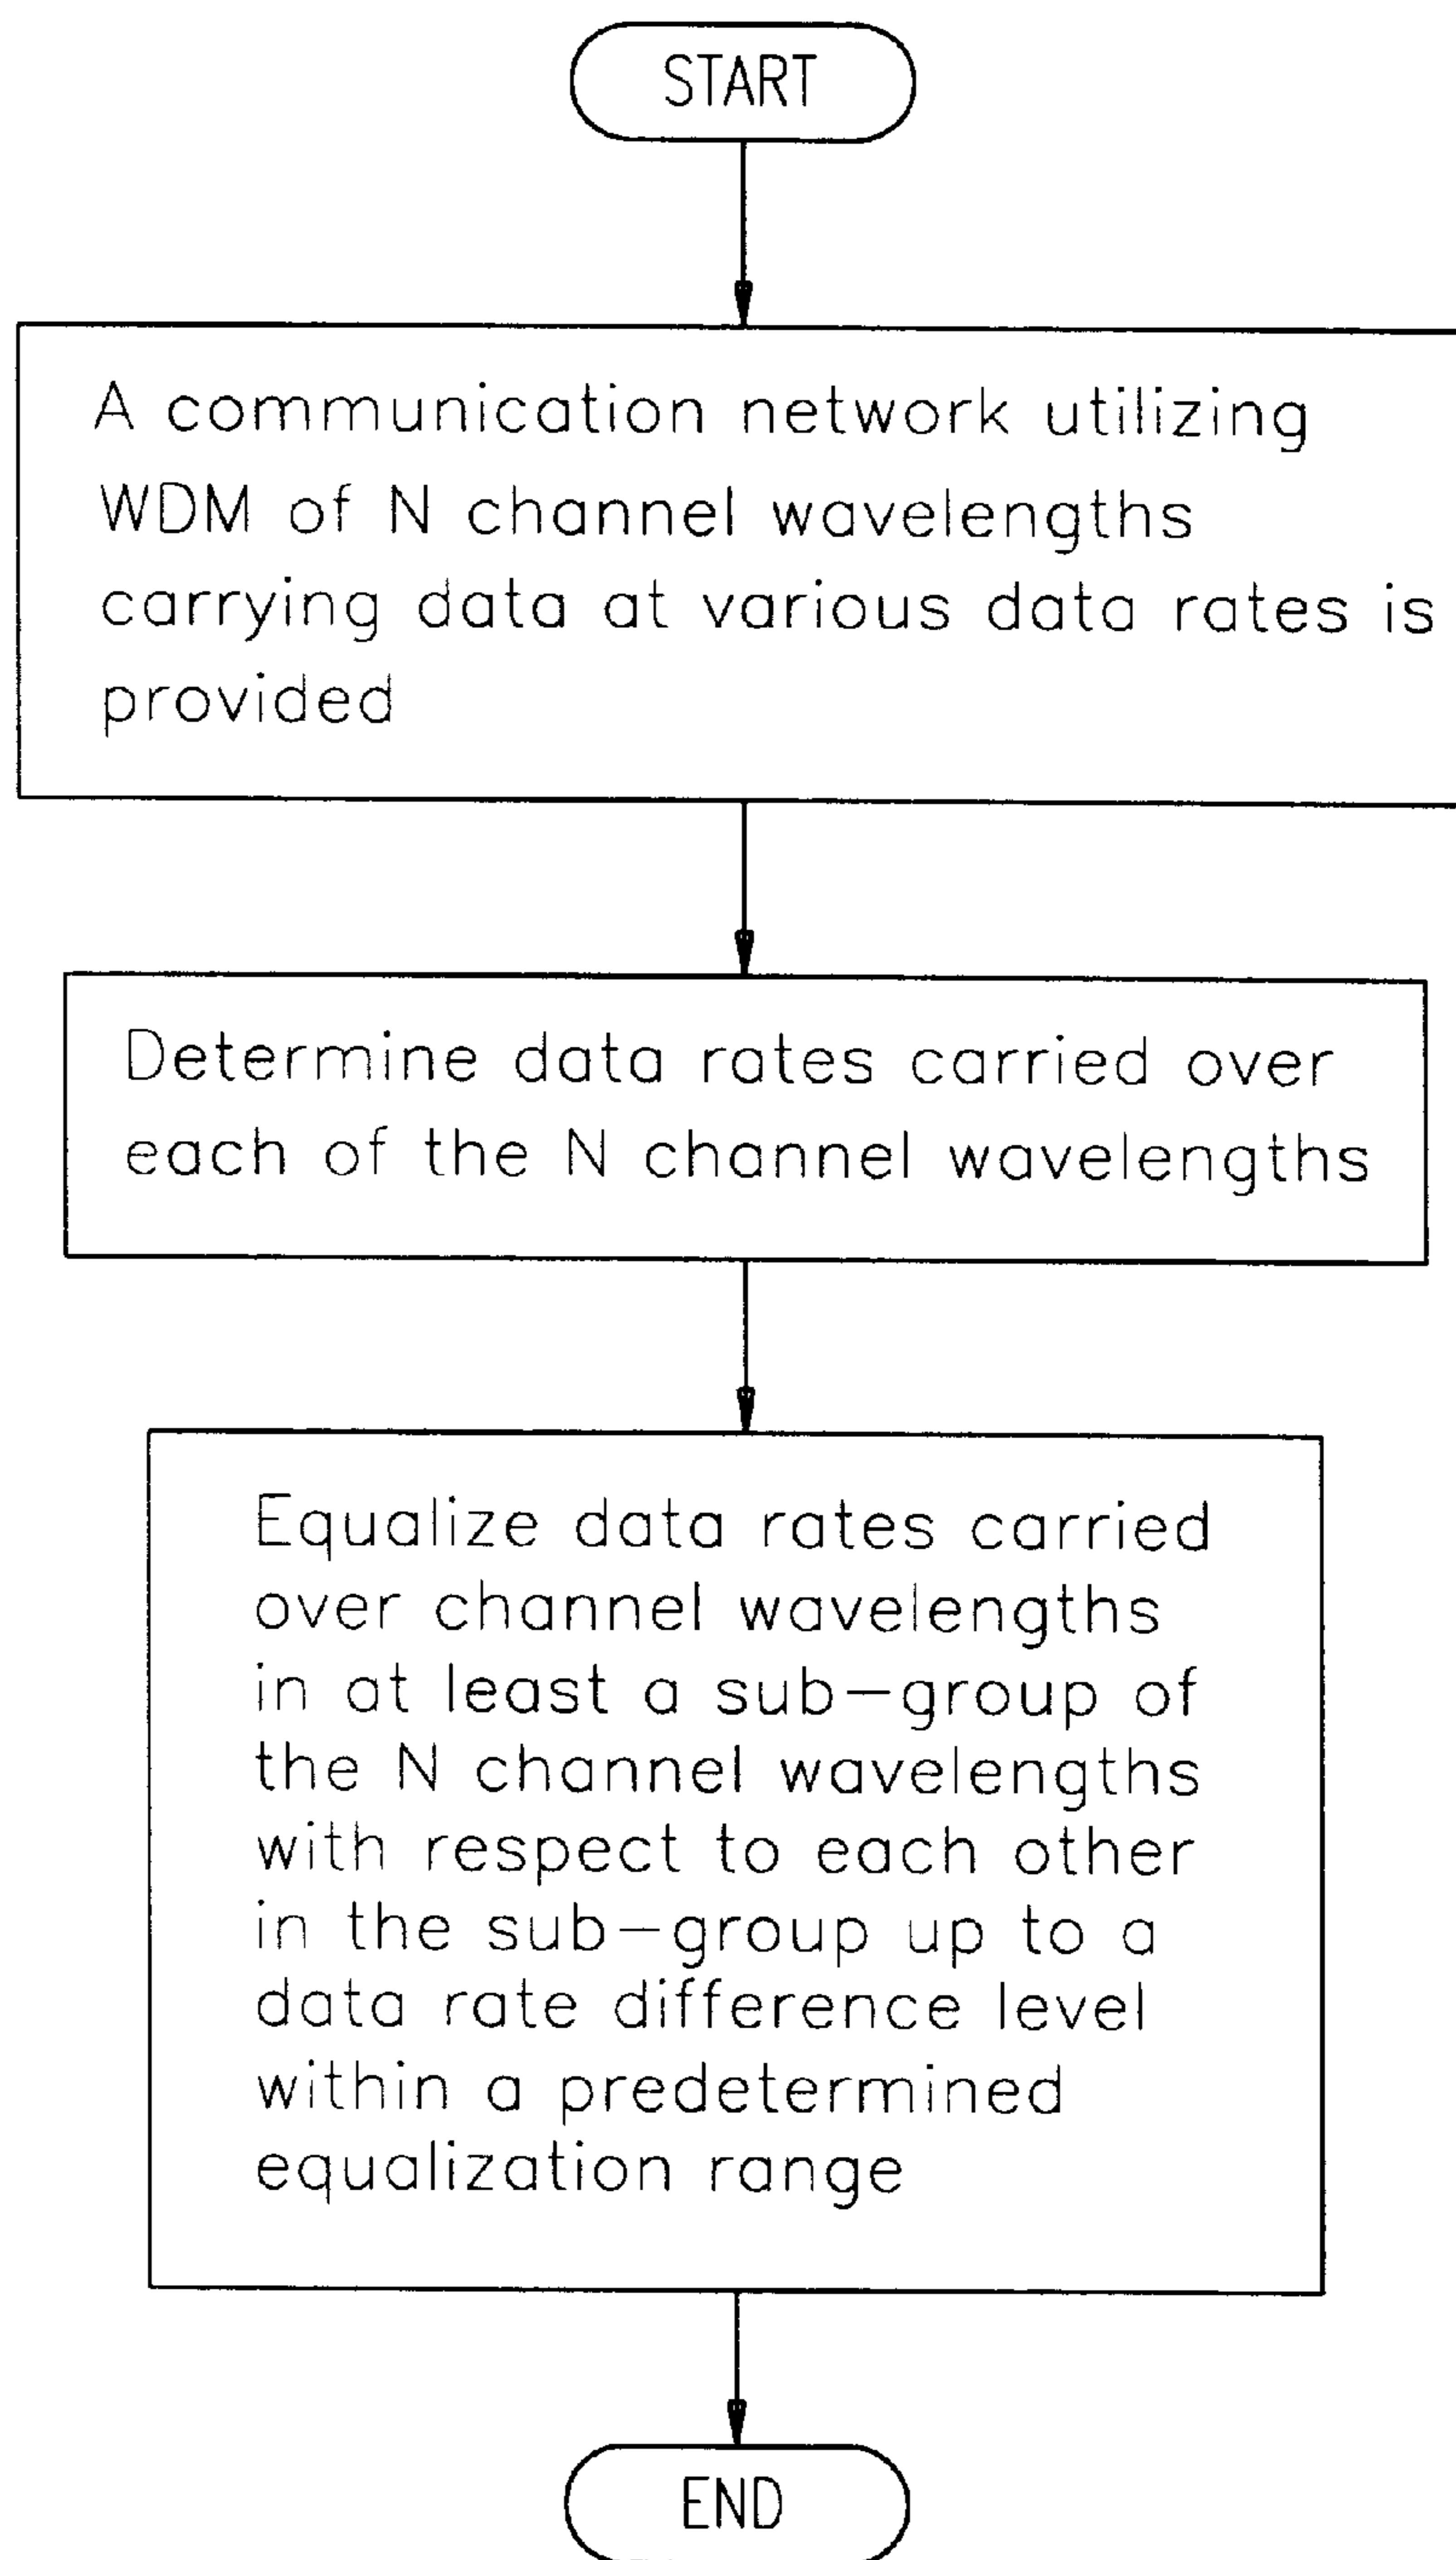 START
A communication network utilizing
WDM of N channel wavelengths
carrying data at various data rates is
provided
Determine data rates carried over
each of the N channel wavelengths
Equalize data rates carried
over channel wavelengths
in at least a sub-group of
the N channel wavelengths
with respect to each other
in the sub-group up to a
data rate difference level
within a predetermined
equalization range
END